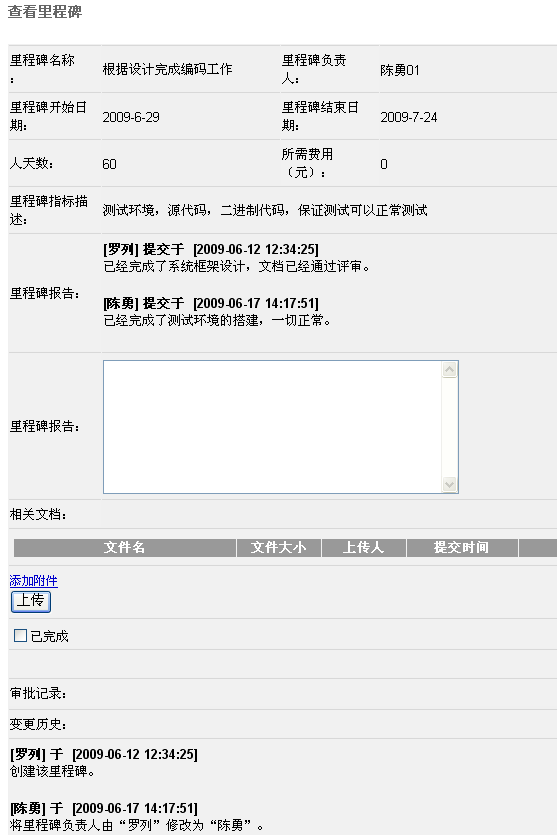 查看里程碑
里程碑名称
：
根据设计完成编码工作
里程碑负责
人：
陈勇01
里程碑开始日
期：
2009-6-29
里程碑结束日
期：
2009-7-24
人天数：
60
所需费用
（元）：
0
里程碑指标描
述：
测试环境，源代码，二进制代码，保证测试可以正常测试
里程碑报告：
[罗列] 提交于 [2009-06-12 12:34:25]
已经完成了系统框架设计，文档已经通过评审。
[陈勇] 提交于 [2009-06-17 14:17:51]
已经完成了测试环境的搭建，一切正常。
里程碑报告：
相关文档：
文件名 文件大小 上传人 提交时间
添加附件
上传
已完成
审批记录：
变更历史：
[罗列] 于 [2009-06-12 12:34:25]
创建该里程碑。
[陈勇] 于 [2009-06-17 14:17:51]
将里程碑负责人由“罗列”修改为“陈勇”。